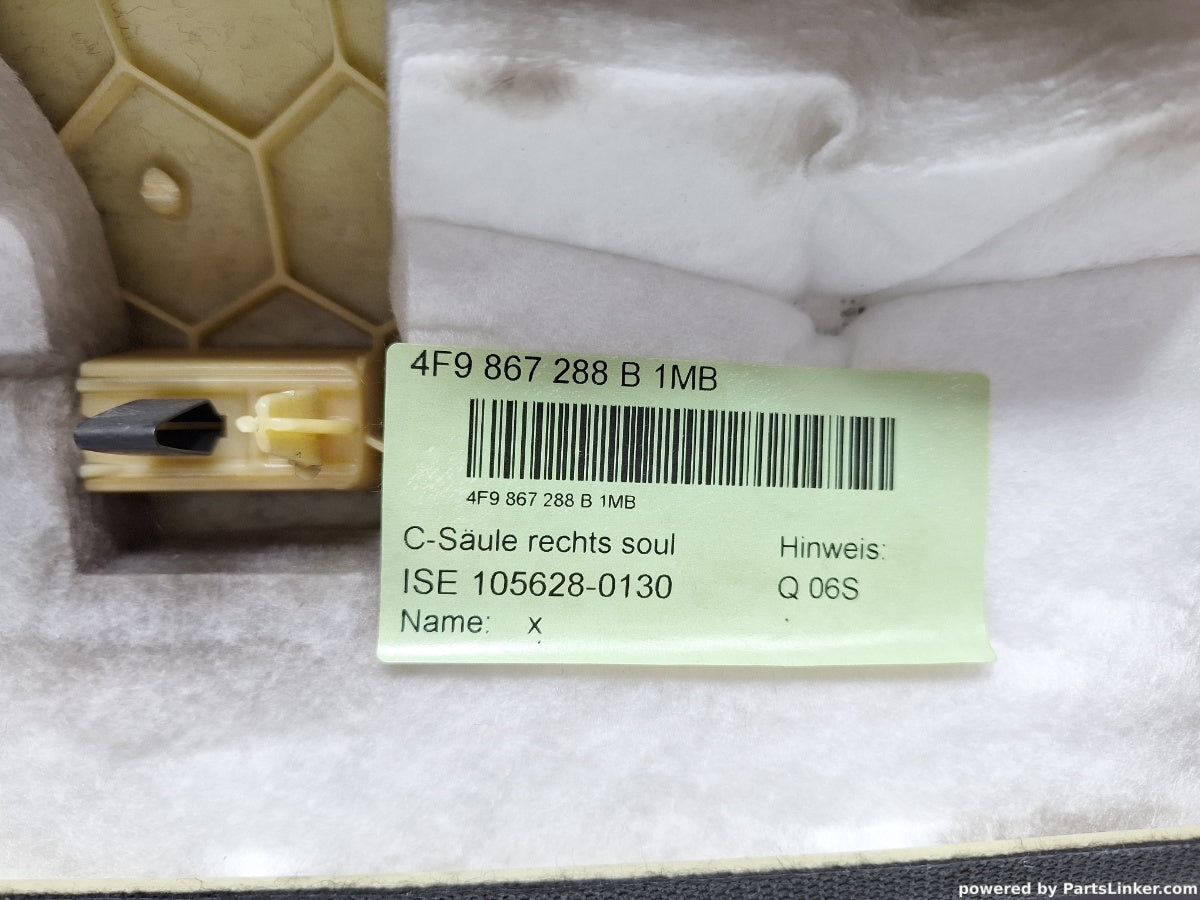 4F9 867 288 B 1MB
4F9 867 288 B 1MB
C-Säule rechts soul
ISE 105628-0130
Hinweis:
Q 06S
Name: x
powered by PartsLinker.com